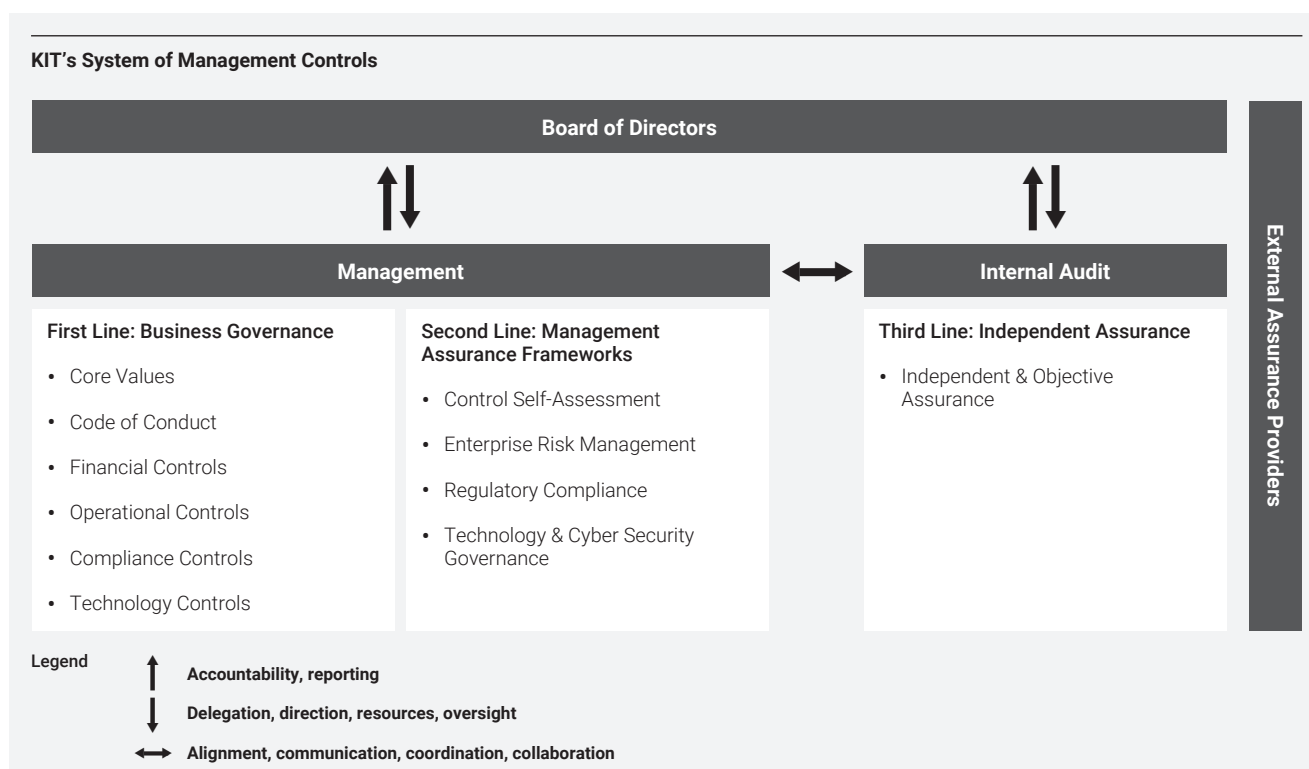 KIT's System of Management Controls
Board of Directors
Management
Internal Audit
External Assurance Providers
First Line: Business Governance
• Core Values
• Code of Conduct
• Financial Controls
• Operational Controls
• Compliance Controls
• Technology Controls
Second Line: Management
Assurance Frameworks
• Control Self-Assessment
• Enterprise Risk Management
• Regulatory Compliance
• Technology & Cyber Security
Governance
Third Line: Independent Assurance
• Independent & Objective
Assurance
Legend
Accountability, reporting
Delegation, direction, resources, oversight
Alignment, communication, coordination, collaboration